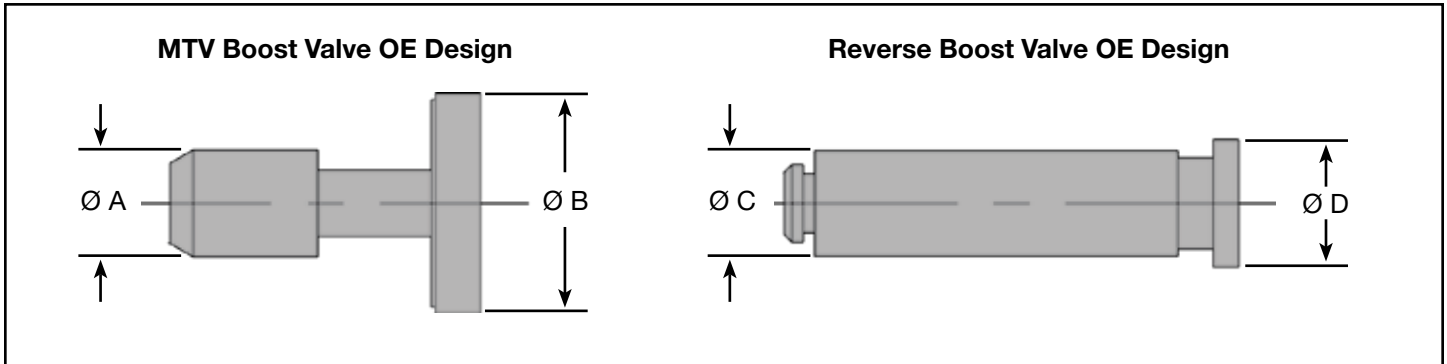 MTV Boost Valve OE Design
Reverse Boost Valve OE Design
Ø A
Ø B
Ø C
Ø D